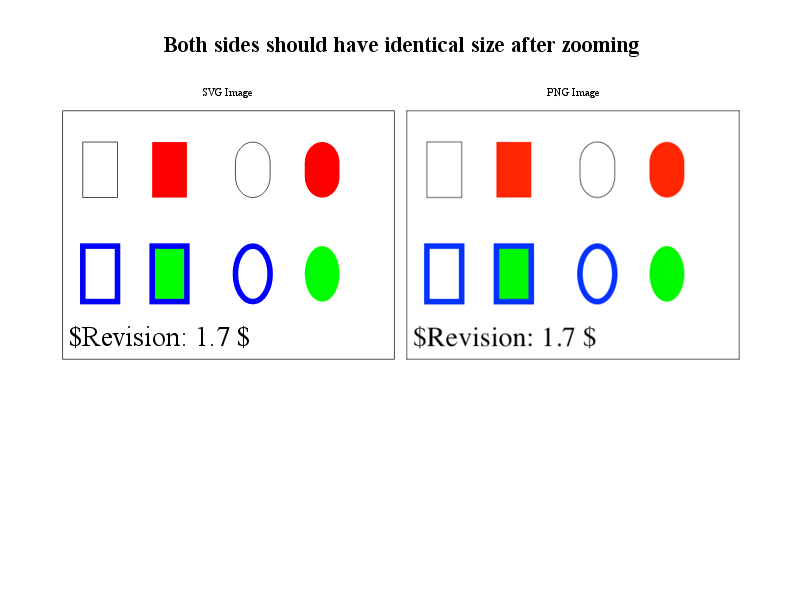 Both sides should have identical size after zooming
SVG Image
PNG Image
$Revision: 1.7 $
$Revision: 1.7 $